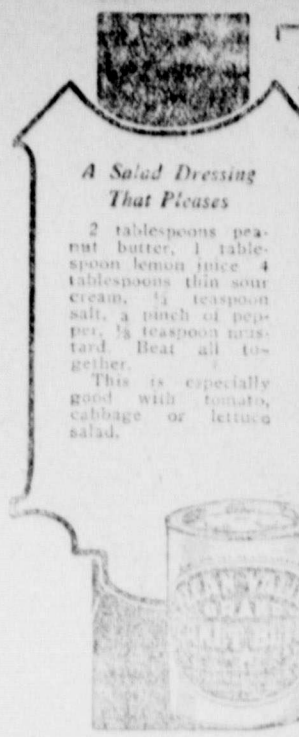 A Salad Dressing
That Pleases
2 tablespoons pea-
nut butter, 1 table-
spoon lemon juice 4
tablespoons thin sour
cream, ¼ teaspoon
salt, a pinch of pep-
per, ⅛ teaspoon mus-
tard. Beat all to-
gether.
This is especially
good with tomato,
cabbage or lettuce
salad.